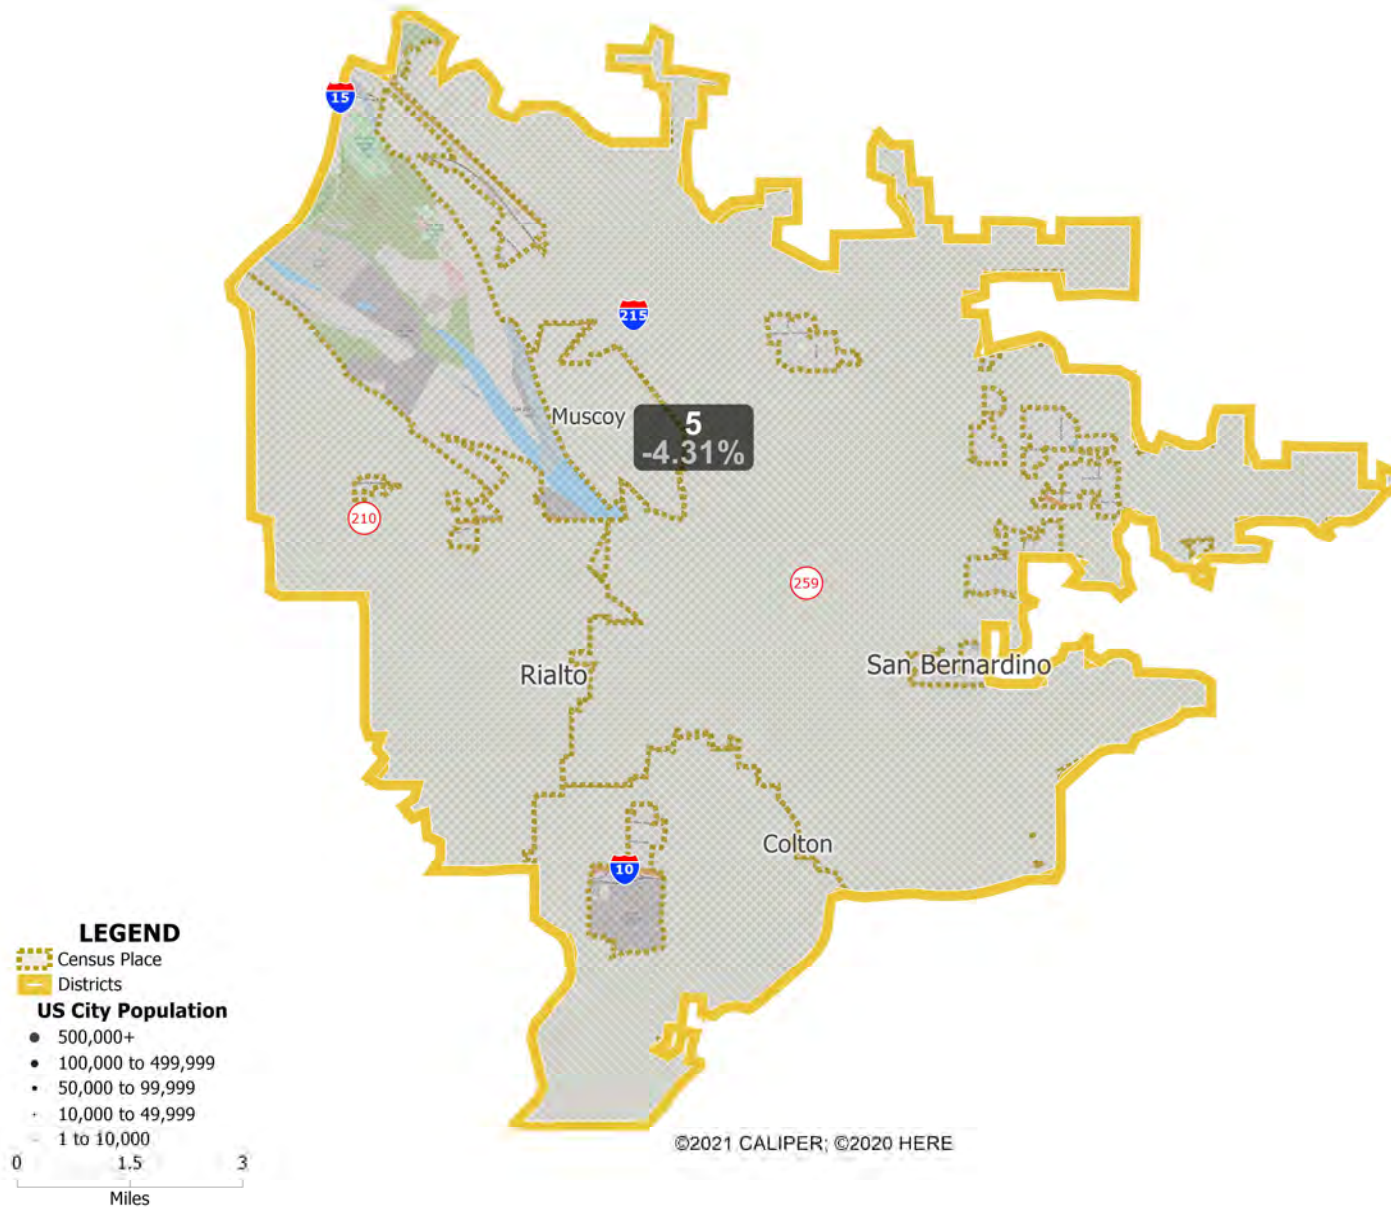 15
215
Muscoy
5
-4.31%
210
259
San Bernardino
Rialto
Colton
10
LEGEND
Census Place
Districts
US City Population
500,000+
100,000 to 499,999
50,000 to 99,999
10,000 to 49,999
1 to 10,000
0 1.5 3
Miles
©2021 CALIPER; ©2020 HERE